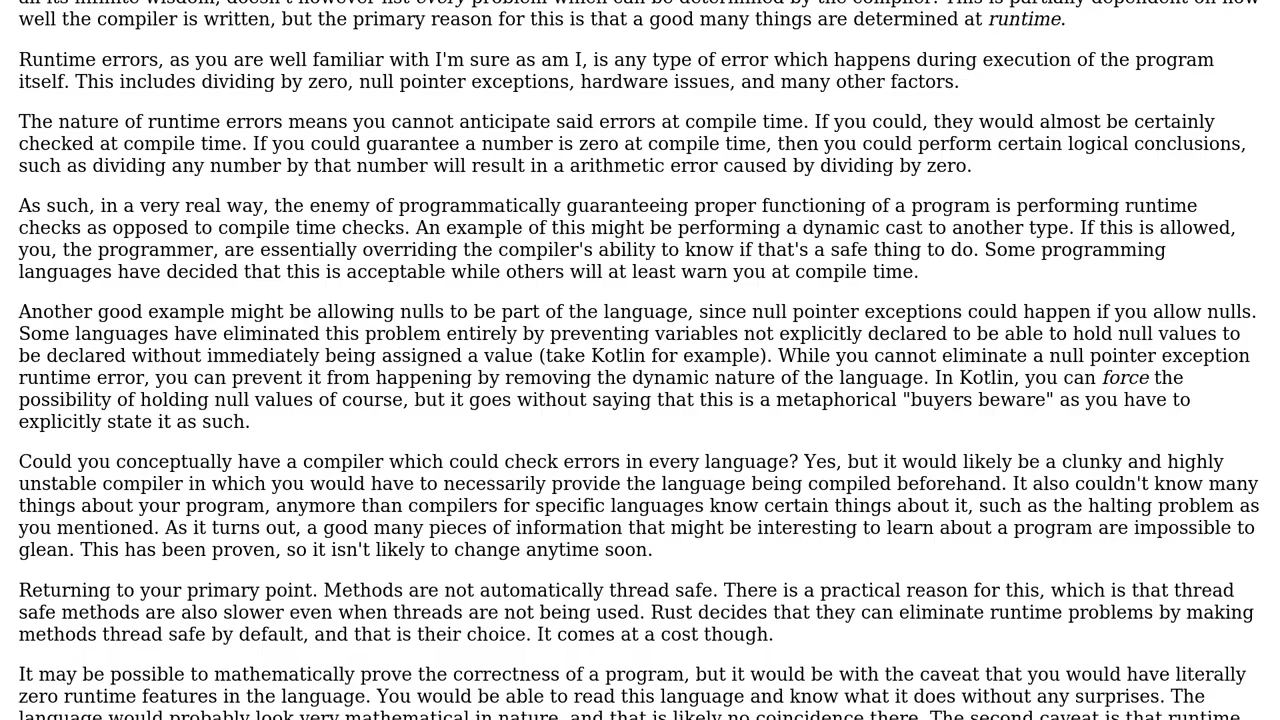 well the compiler is written, but the primary reason for this is that a good many things are determined at runtime.
Runtime errors, as you are well familiar with I'm sure as am I, is any type of error which happens during execution of the program
itself. This includes dividing by zero, null pointer exceptions, hardware issues, and many other factors.
The nature of runtime errors means you cannot anticipate said errors at compile time. If you could, they would almost be certainly
checked at compile time. If you could guarantee a number is zero at compile time, then you could perform certain logical conclusions,
such as dividing any number by that number will result in a arithmetic error caused by dividing by zero.
As such, in a very real way, the enemy of programmatically guaranteeing proper functioning of a program is performing runtime
checks as opposed to compile time checks. An example of this might be performing a dynamic cast to another type. If this is allowed,
you, the programmer, are essentially overriding the compiler's ability to know if that's a safe thing to do. Some programming
languages have decided that this is acceptable while others will at least warn you at compile time.
Another good example might be allowing nulls to be part of the language, since null pointer exceptions could happen if you allow nulls.
Some languages have eliminated this problem entirely by preventing variables not explicitly declared to be able to hold null values to
be declared without immediately being assigned a value (take Kotlin for example). While you cannot eliminate a null pointer exception
runtime error, you can prevent it from happening by removing the dynamic nature of the language. In Kotlin, you can force the
possibility of holding null values of course, but it goes without saying that this is a metaphorical "buyers beware" as you have to
explicitly state it as such.
Could you conceptually have a compiler which could check errors in every language? Yes, but it would likely be a clunky and highly
unstable compiler in which you would have to necessarily provide the language being compiled beforehand. It also couldn't know many
things about your program, anymore than compilers for specific languages know certain things about it, such as the halting problem as
you mentioned. As it turns out, a good many pieces of information that might be interesting to learn about a program are impossible to
glean. This has been proven, so it isn't likely to change anytime soon.
Returning to your primary point. Methods are not automatically thread safe. There is a practical reason for this, which is that thread
safe methods are also slower even when threads are not being used. Rust decides that they can eliminate runtime problems by making
methods thread safe by default, and that is their choice. It comes at a cost though.
It may be possible to mathematically prove the correctness of a program, but it would be with the caveat that you would have literally
zero runtime features in the language. You would be able to read this language and know what it does without any surprises. The
language would probably look very mathematical in nature, and that is likely no coincidence there. The second caveat is that runtime